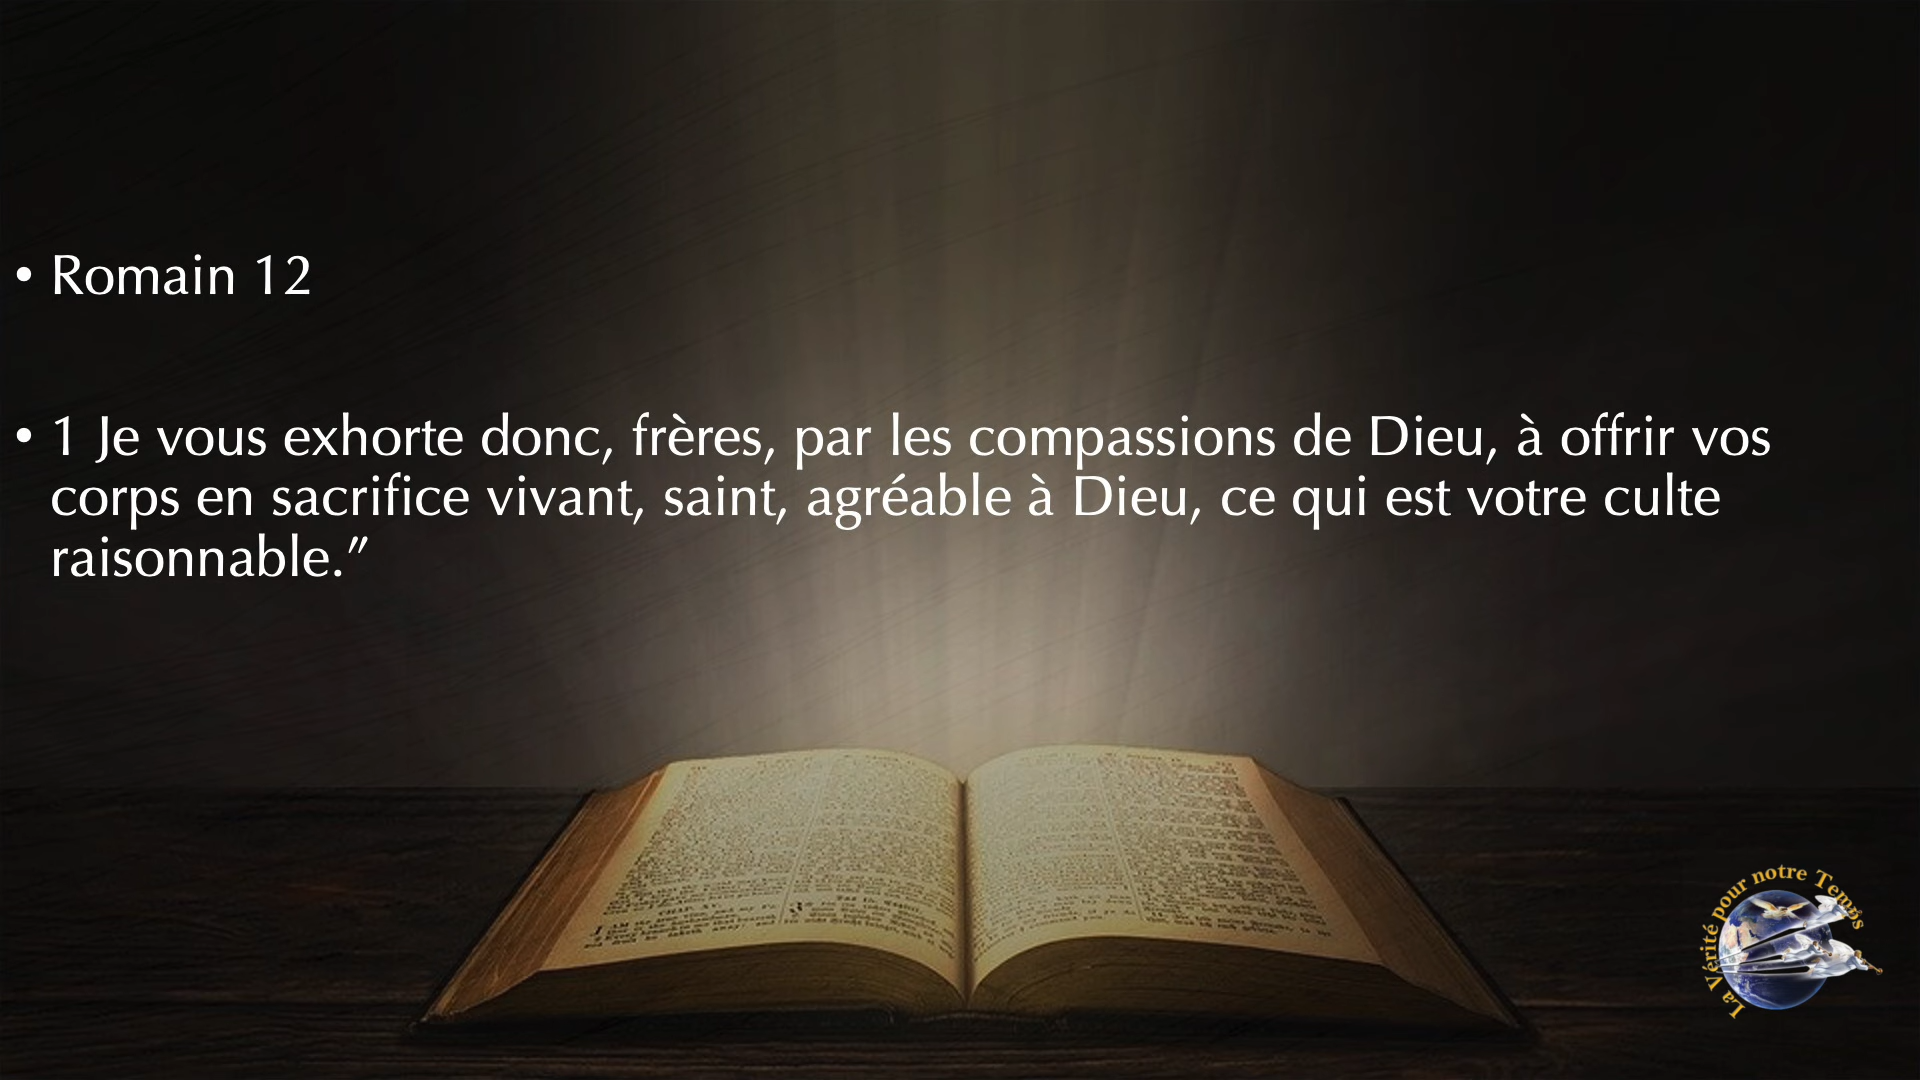 • Romain 12
• 1 Je vous exhorte donc, frères, par les compassions de Dieu, à offrir vos
corps en sacrifice vivant, saint, agréable à Dieu, ce qui est votre culte
raisonnable.”
La Vérité pour notre Temps